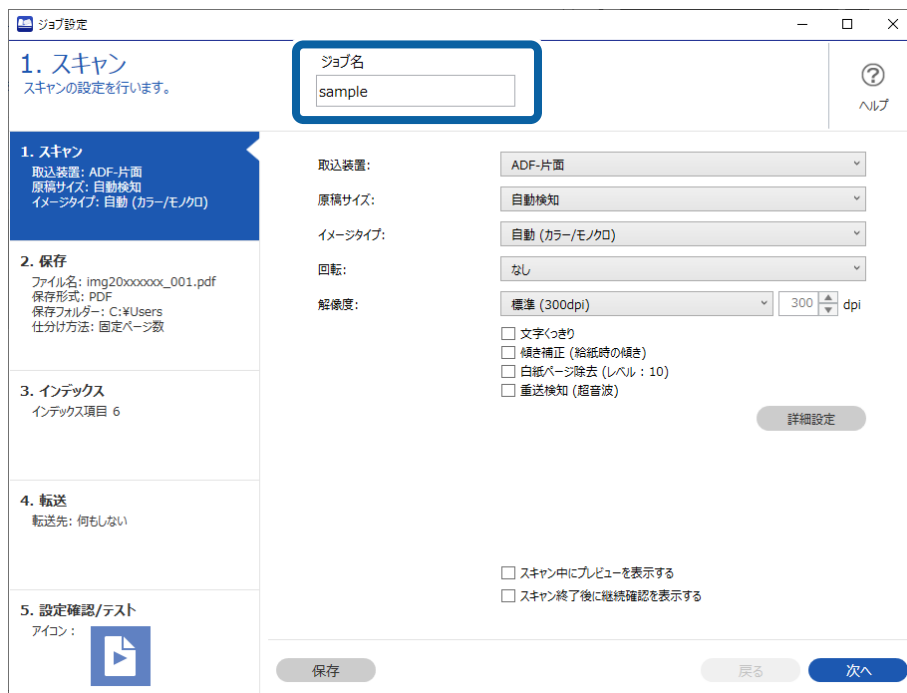 ジョブ設定
1. スキャン
スキャンの設定を行います。
ジョブ名
sample
ヘルプ
1. スキャン
取込装置: ADF-片面
原稿サイズ: 自動検知
イメージタイプ: 自動 (カラー/モノクロ)
2. 保存
ファイル名: img20xxxxxx_001.pdf
保存形式: PDF
保存フォルダー: C:¥Users
仕分け方法: 固定ページ数
3. インデックス
インデックス項目 6
4. 転送
転送先: 何もしない
5. 設定確認/テスト
アイコン :
取込装置: ADF-片面
原稿サイズ: 自動検知
イメージタイプ: 自動 (カラー/モノクロ)
回転: なし
解像度: 標準 (300dpi) 300 dpi
文字くっきり
傾き補正 (給紙時の傾き)
白紙ページ除去 (レベル : 10)
重送検知 (超音波)
詳細設定
スキャン中にプレビューを表示する
スキャン終了後に継続確認を表示する
保存 戻る 次へ